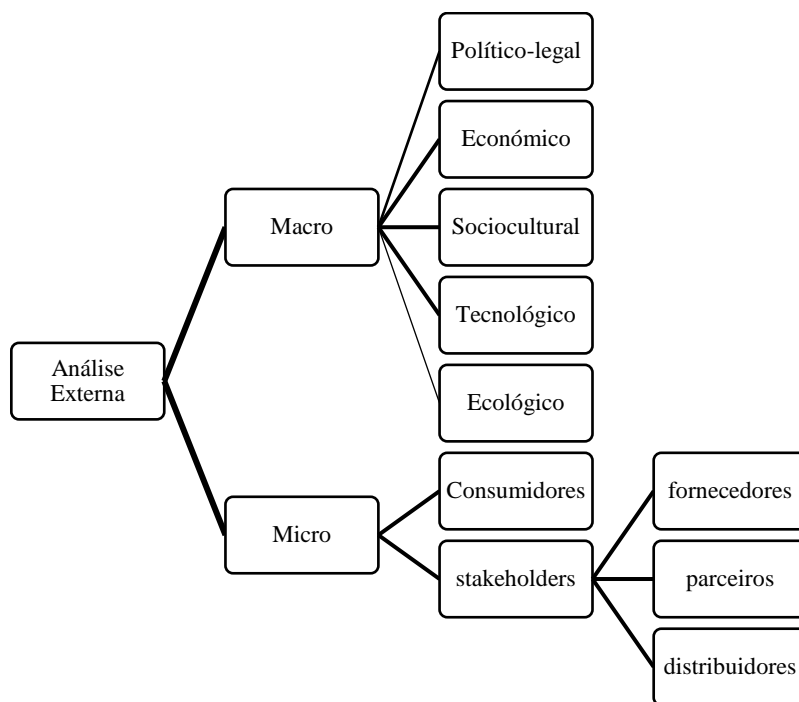 Análise
Externa
Macro
Político-legal
Económico
Sociocultural
Tecnológico
Ecológico
Micro
Consumidores
stakeholders
fornecedores
parceiros
distribuidores